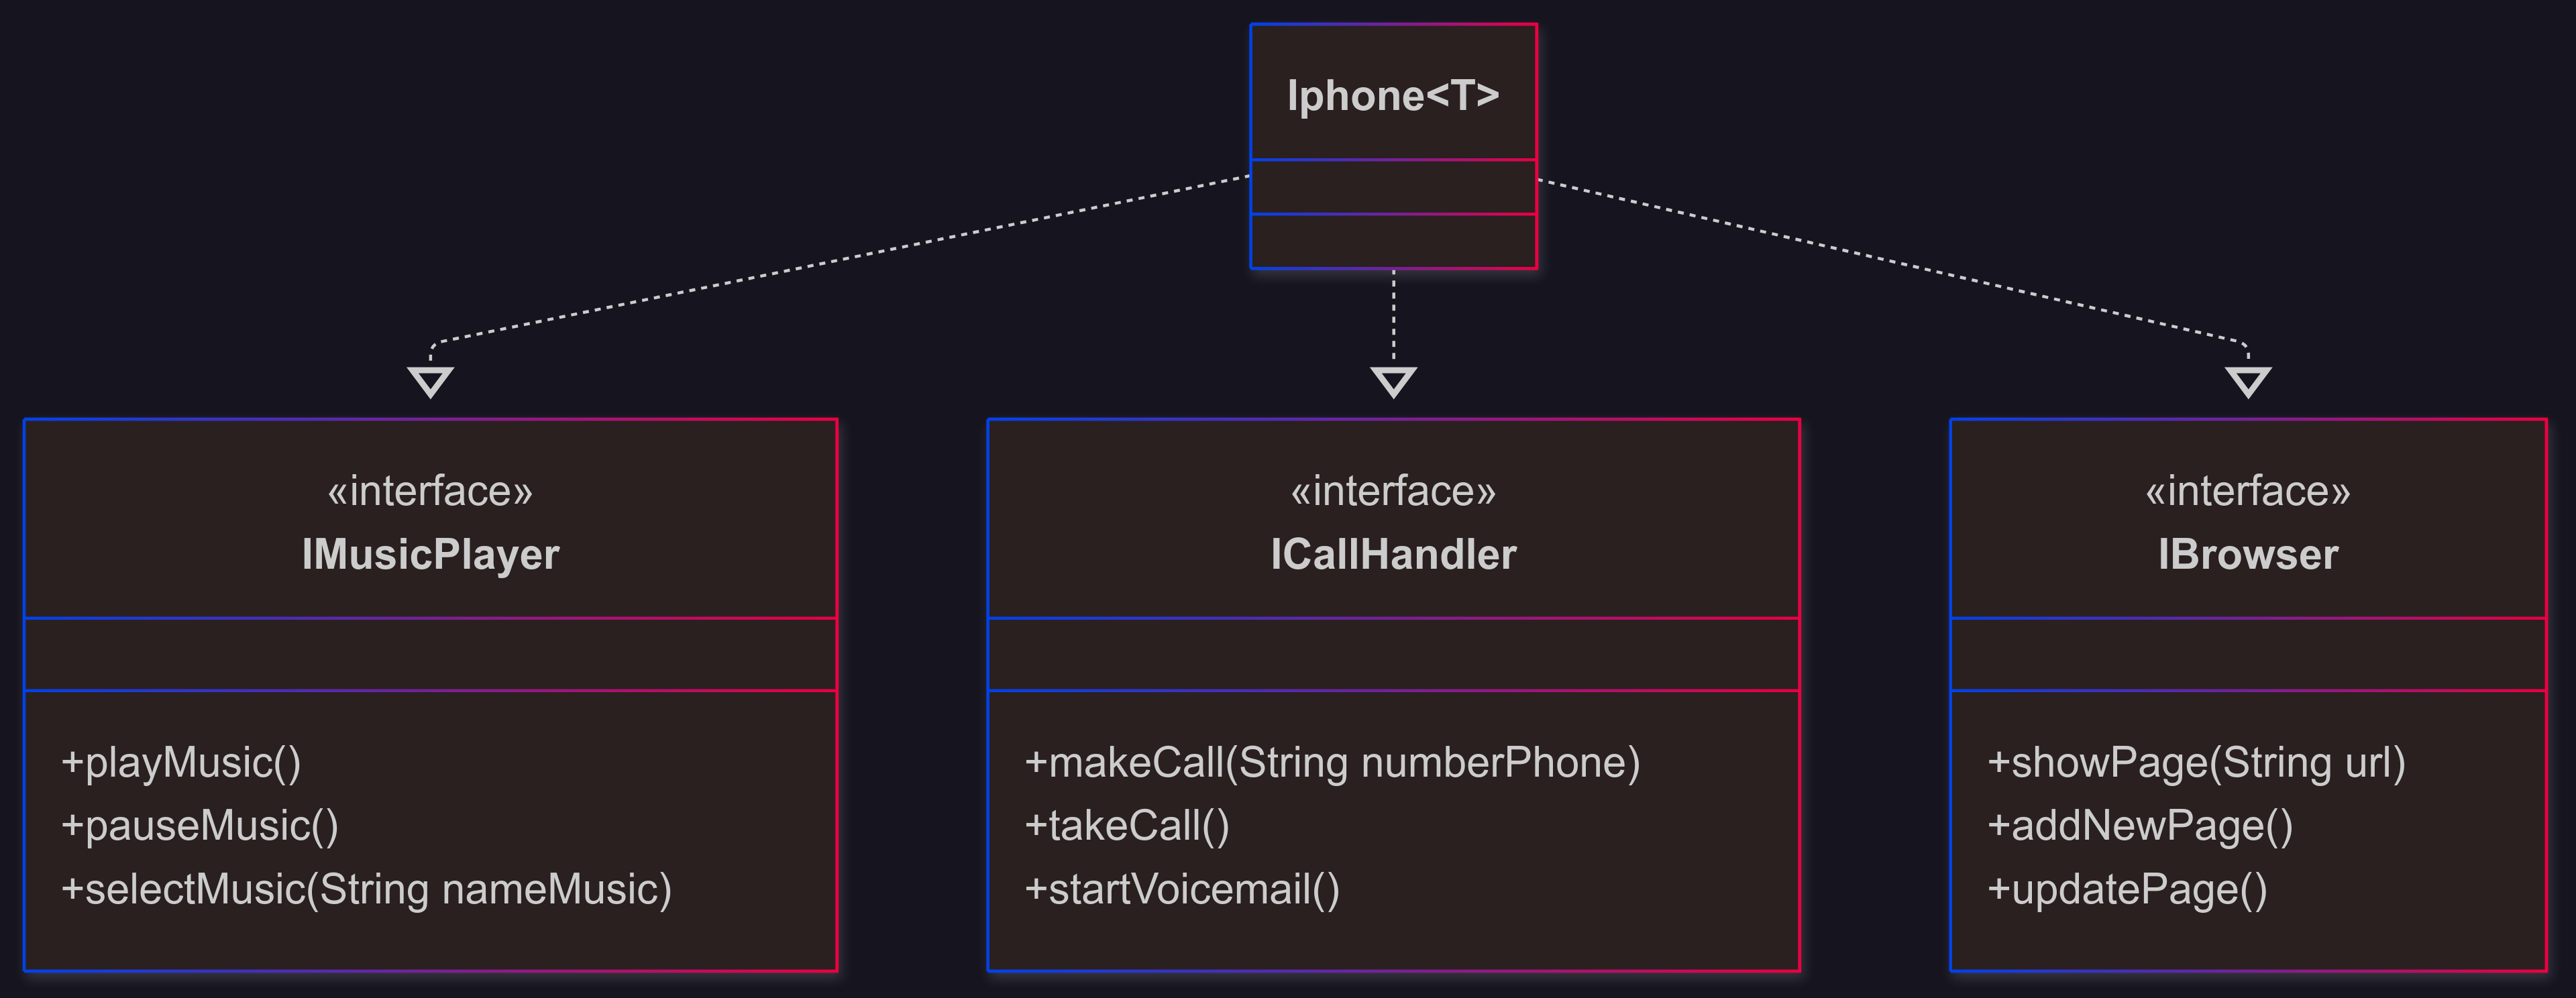 Iphone<T>
«interface»
IMusicPlayer
+playMusic()
+pauseMusic()
+selectMusic(String nameMusic)
«interface»
ICallHandler
+makeCall(String numberPhone)
+takeCall()
+startVoicemail()
«interface»
IBrowser
+showPage(String url)
+addNewPage()
+updatePage()